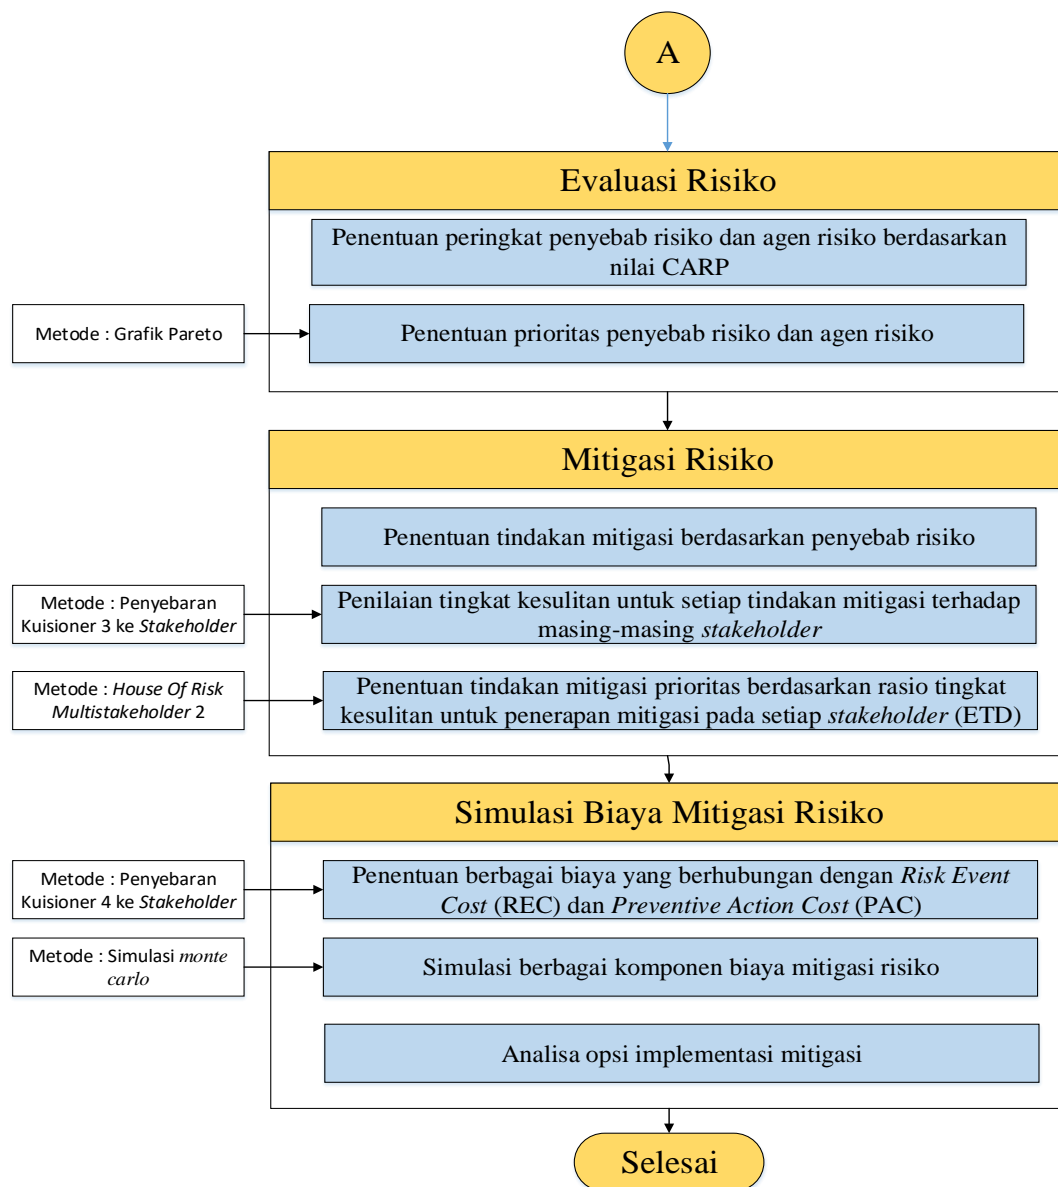 A
Evaluasi Risiko
Penentuan peringkat penyebab risiko dan agen risiko berdasarkan
nilai CARP
Metode : Grafik Pareto
Penentuan prioritas penyebab risiko dan agen risiko
Mitigasi Risiko
Penentuan tindakan mitigasi berdasarkan penyebab risiko
Metode : Penyebaran
Kuisioner 3 ke Stakeholder
Penilaian tingkat kesulitan untuk setiap tindakan mitigasi terhadap
masing-masing stakeholder
Metode : House Of Risk
Multistakeholder 2
Penentuan tindakan mitigasi prioritas berdasarkan rasio tingkat
kesulitan untuk penerapan mitigasi pada setiap stakeholder (ETD)
Simulasi Biaya Mitigasi Risiko
Metode : Penyebaran
Kuisioner 4 ke Stakeholder
Penentuan berbagai biaya yang berhubungan dengan Risk Event
Cost (REC) dan Preventive Action Cost (PAC)
Metode : Simulasi monte
carlo
Simulasi berbagai komponen biaya mitigasi risiko
Analisa opsi implementasi mitigasi
Selesai